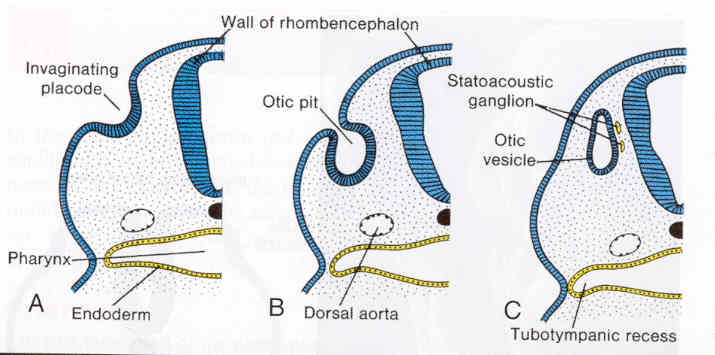 Wall of rhombencephalon
Invaginating
placode
Pharynx
Endoderm
A
Otic pit
Dorsal aorta
B
Statoacoustic
ganglion
Otic
vesicle
C
Tubotympanic recess